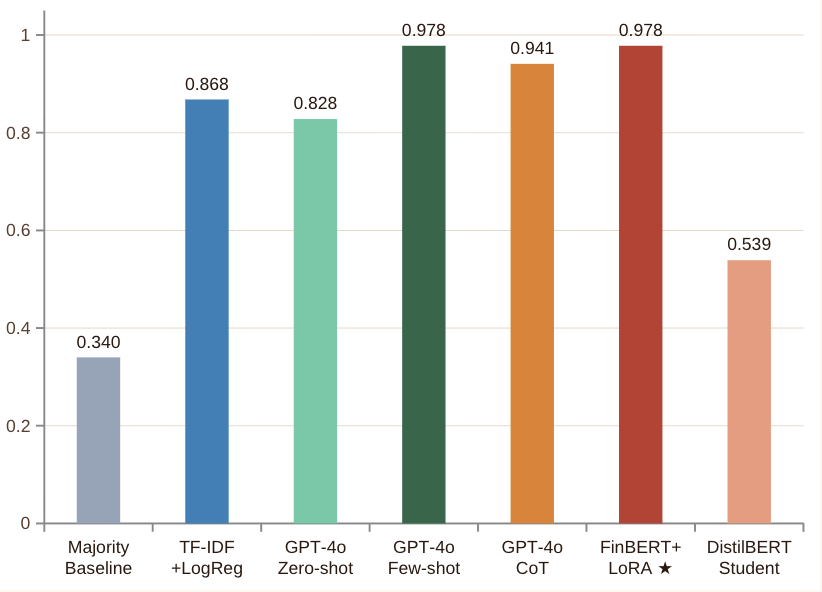 1
0.8
0.6
0.4
0.2
0
0.340
0.868
0.828
0.978
0.941
0.978
0.539
Majority
Baseline
TF-IDF
+LogReg
GPT-4o
Zero-shot
GPT-4o
Few-shot
GPT-4o
CoT
FinBERT+
LoRA ★
DistilBERT
Student